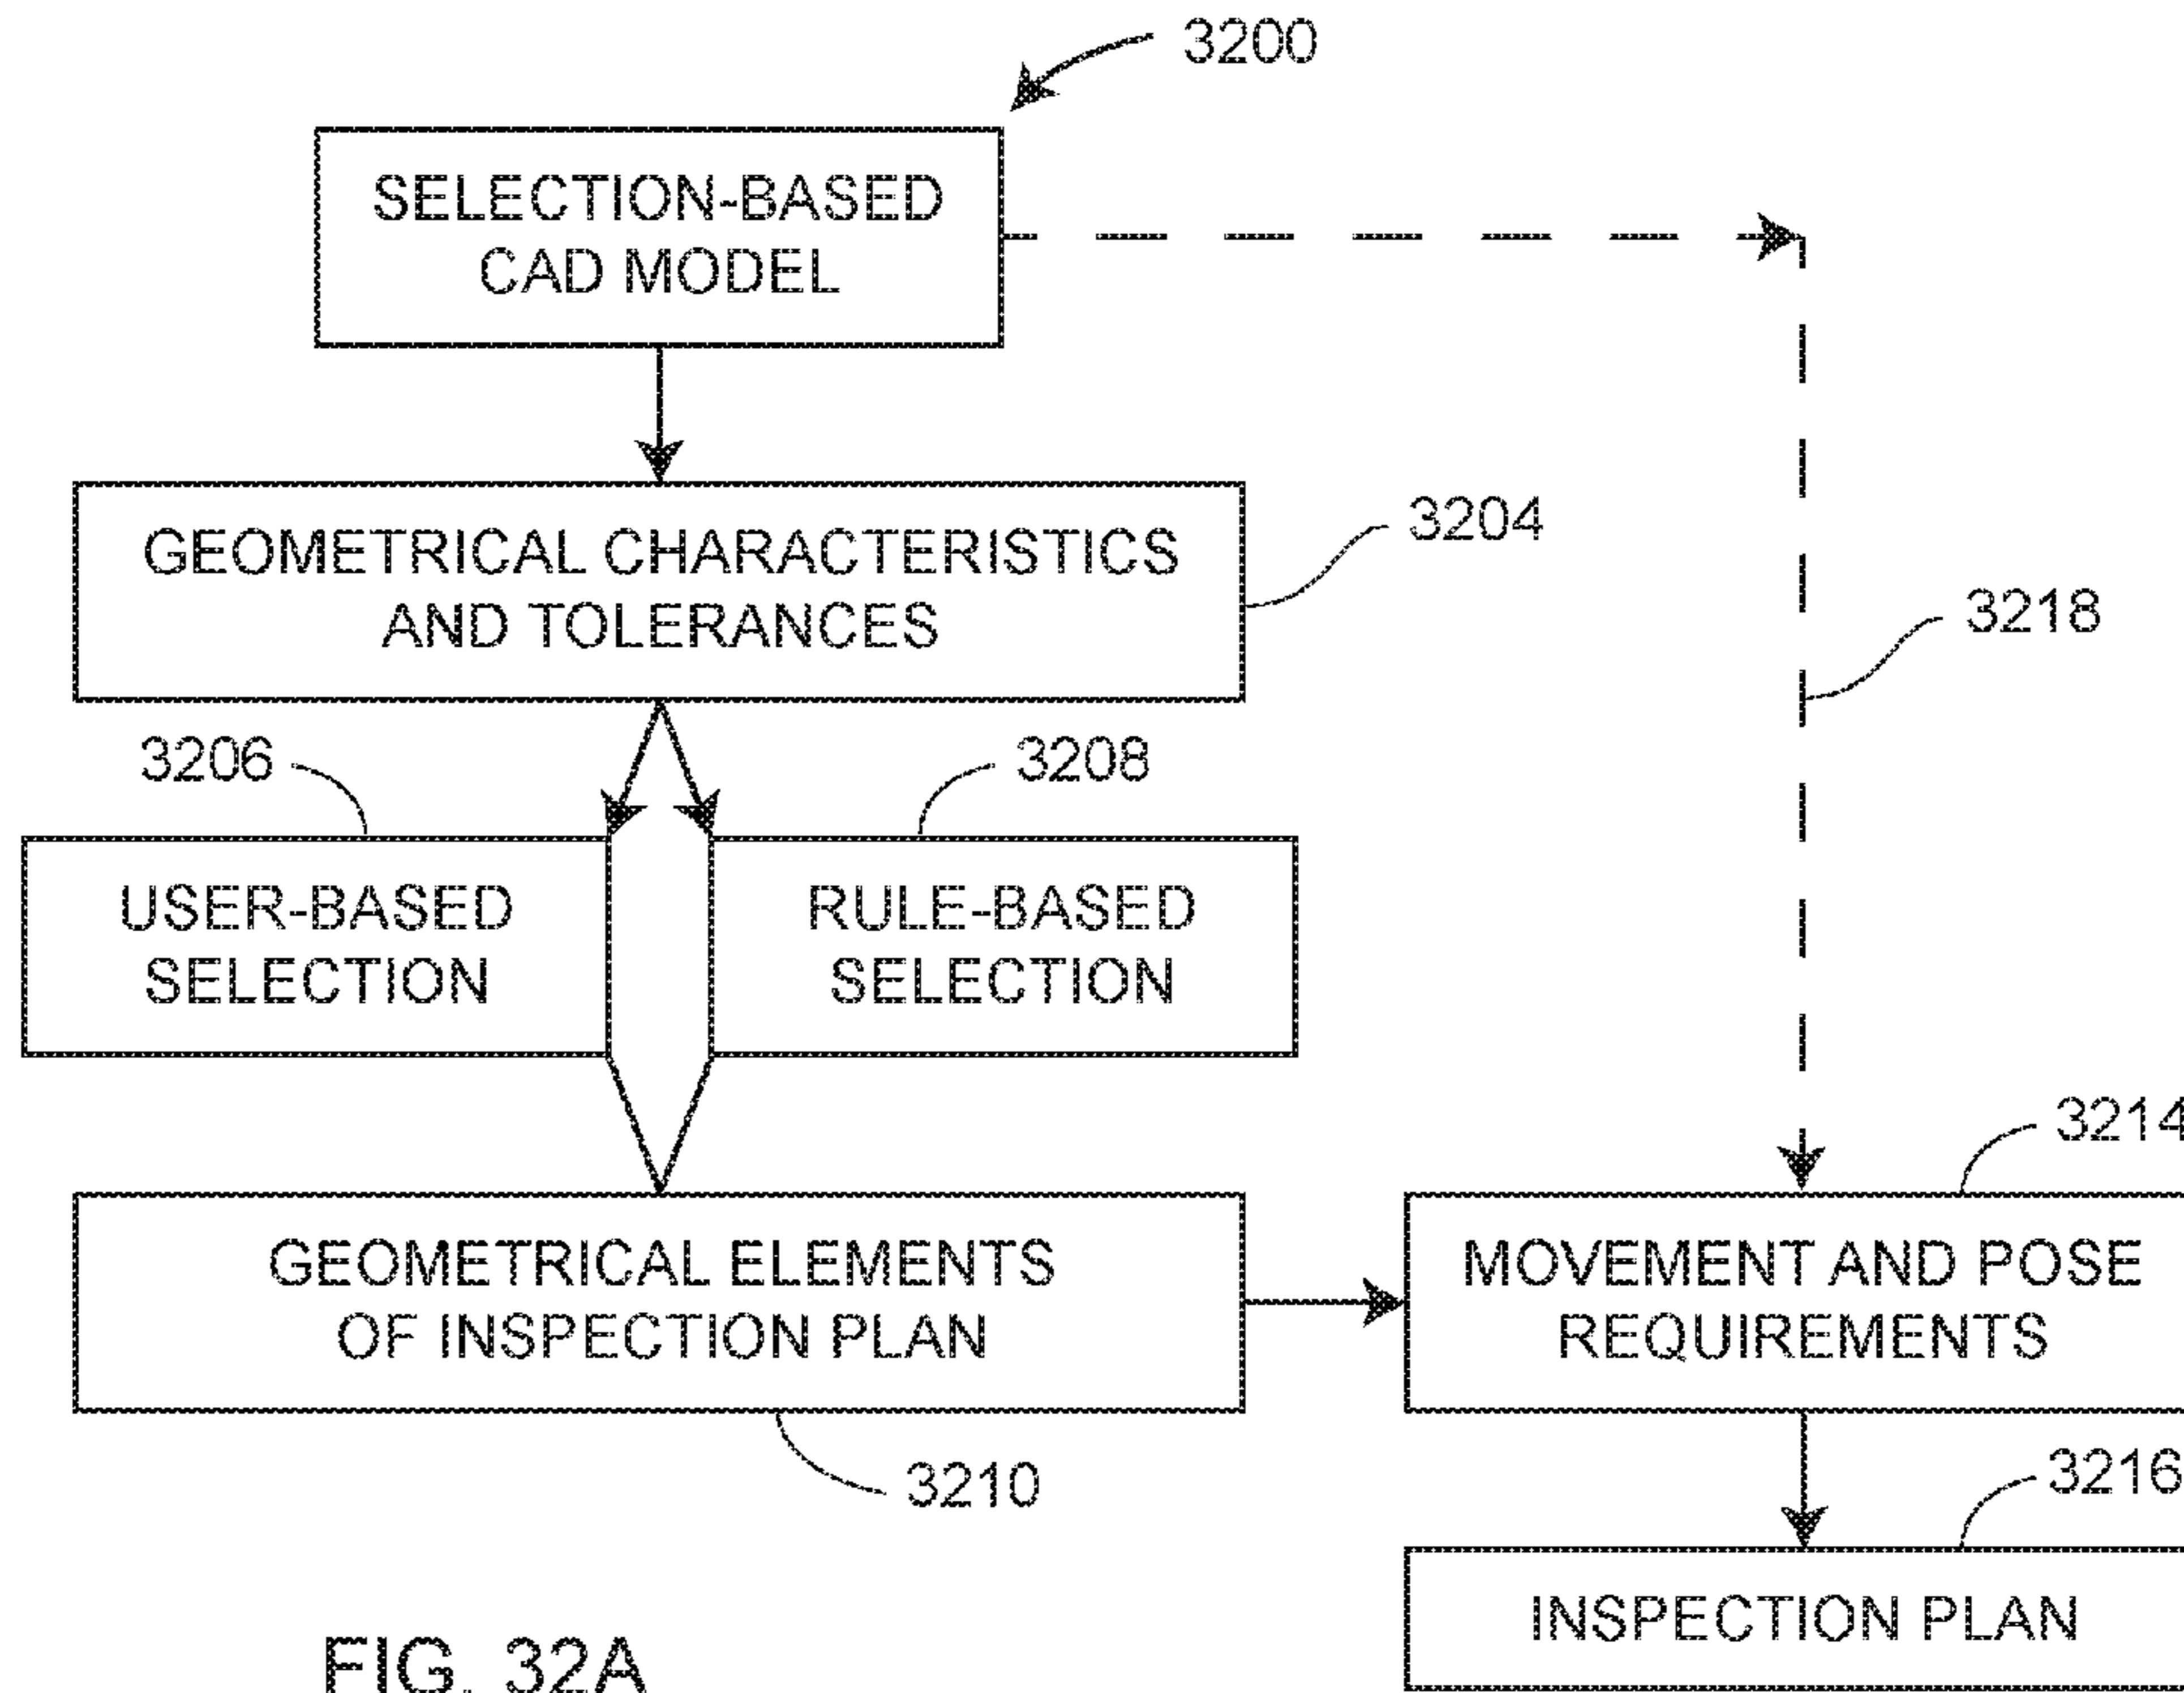 3200
SELECTION-BASED
CAD MODEL
GEOMETRICAL CHARACTERISTICS
AND TOLERANCES
3204
3218
3206
3208
USER-BASED
SELECTION
RULE-BASED
SELECTION
3214
GEOMETRICAL ELEMENTS
OF INSPECTION PLAN
MOVEMENT AND POSE
REQUIREMENTS
3210
3216
INSPECTION PLAN
FIG. 32A